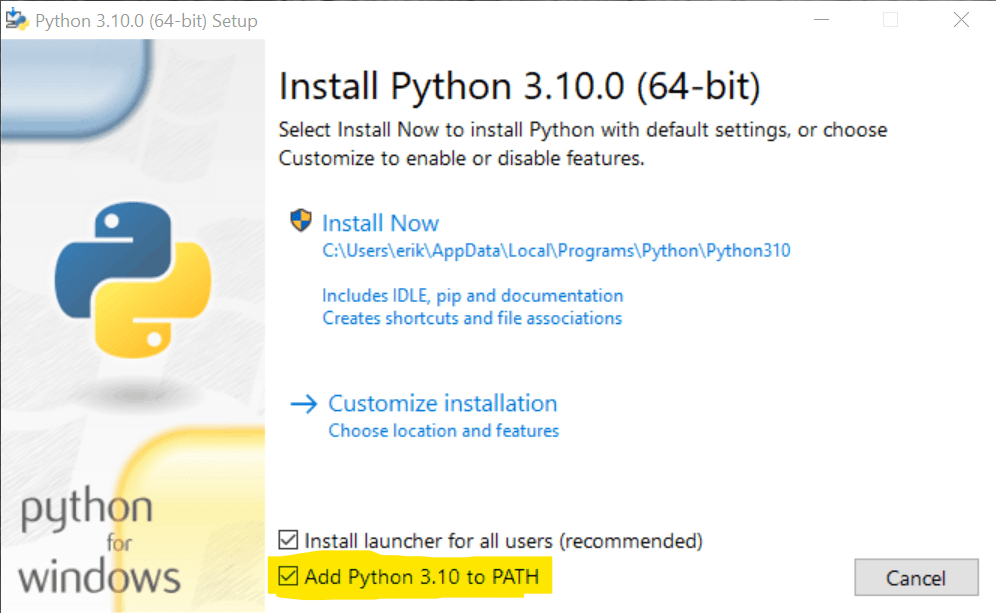 Python 3.10.0 (64-bit) Setup
Install Python 3.10.0 (64-bit)
Select Install Now to install Python with default settings, or choose
Customize to enable or disable features.
Install Now
C:\Users\erik\AppData\Local\Programs\Python\Python310
Includes IDLE, pip and documentation
Creates shortcuts and file associations
Customize installation
Choose location and features
python
for
windows
Install launcher for all users (recommended)
Add Python 3.10 to PATH
Cancel